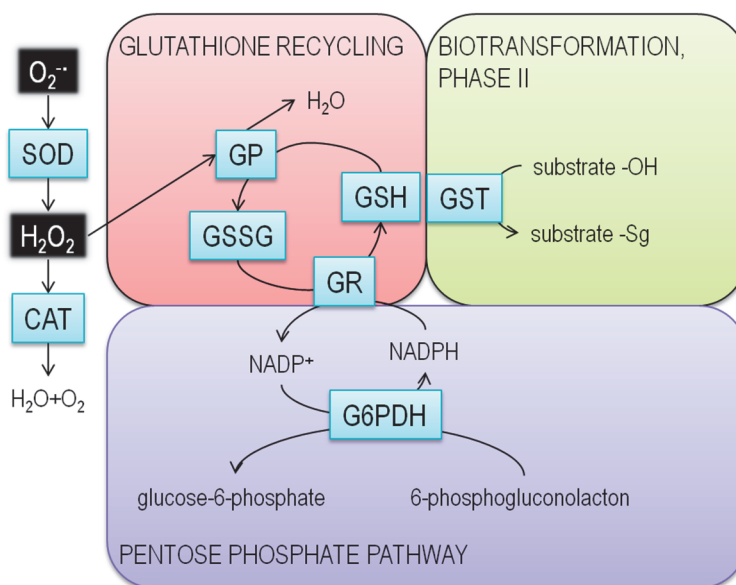 GLUTATHIONE RECYCLING
BIOTRANSFORMATION,
PHASE II
O₂⁻·
SOD
H₂O₂
CAT
H₂O+O₂
H₂O
GP
GSSG
GSH
GR
GST
substrate -OH
substrate -Sg
NADP⁺
NADPH
G6PDH
glucose-6-phosphate
6-phosphogluconolacton
PENTOSE PHOSPHATE PATHWAY